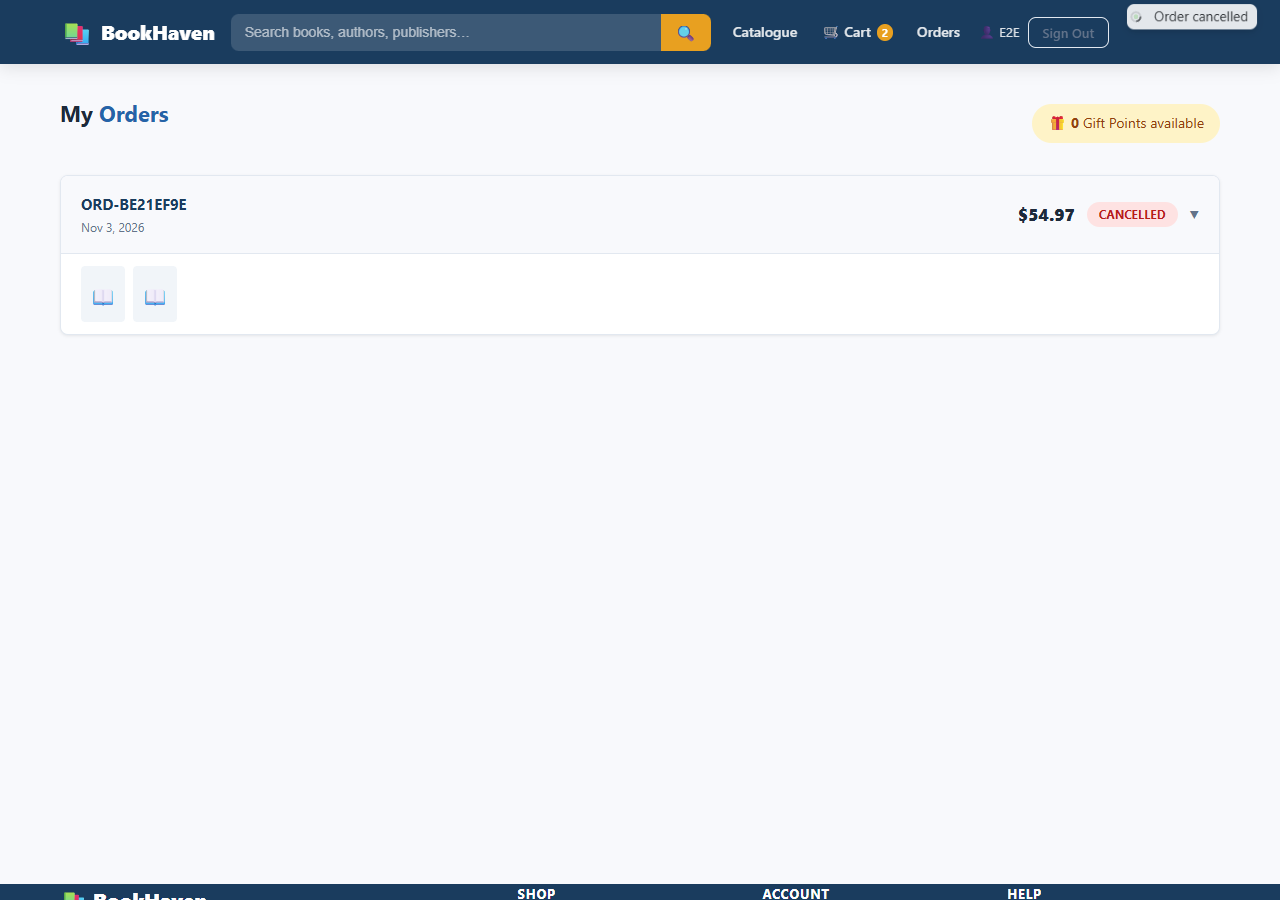 BookHaven
Search books, authors, publishers...
Catalogue
Cart 2
Orders
E2E
Sign Out
Order cancelled
My Orders
0 Gift Points available
ORD-BE21EF9E
Nov 3, 2026
$54.97
CANCELLED
BookHaven
SHOP
ACCOUNT
HELP